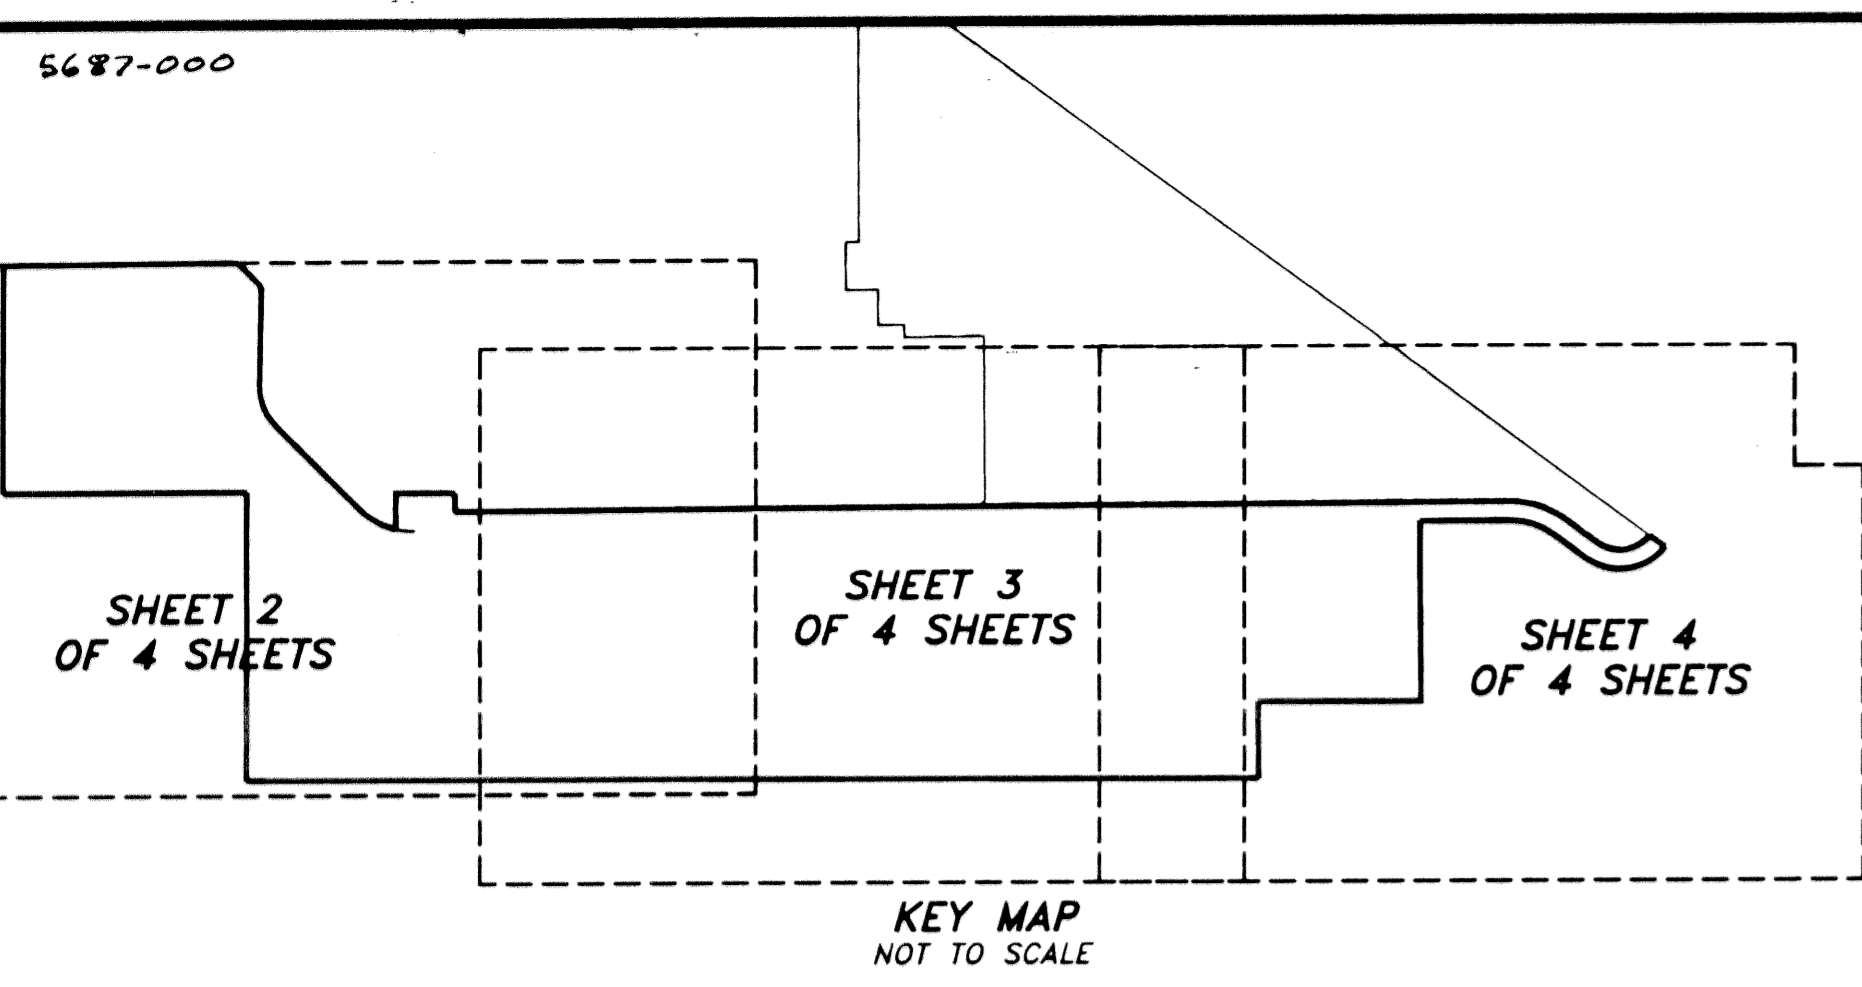 5687-000
SHEET 2
OF 4 SHEETS
SHEET 3
OF 4 SHEETS
SHEET 4
OF 4 SHEETS
KEY MAP
NOT TO SCALE